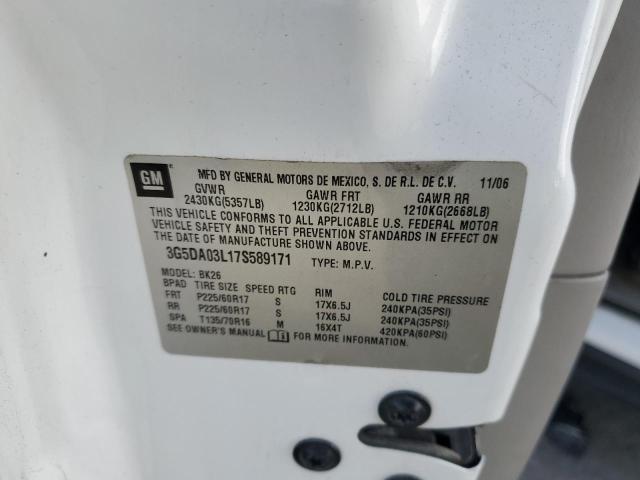 GM
MFD BY GENERAL MOTORS DE MEXICO, S. DE R.L. DE C.V. 11/06
GVWR GAWR FRT GAWR RR
2430KG(5357LB) 1230KG(2712LB) 1210KG(2668LB)
THIS VEHICLE CONFORMS TO ALL APPLICABLE U.S. FEDERAL MOTOR
VEHICLE SAFETY AND THEFT PREVENTION STANDARDS IN EFFECT ON
THE DATE OF MANUFACTURE SHOWN ABOVE.
3G5DA03L17S589171 TYPE: M.P.V.
MODEL: BK26
BPAD TIRE SIZE SPEED RTG RIM COLD TIRE PRESSURE
FRT P225/60R17 S 17X6.5J 240KPA(35PSI)
RR P225/60R17 S 17X6.5J 240KPA(35PSI)
SPA T135/70R16 M 16X4T 420KPA(60PSI)
SEE OWNER'S MANUAL FOR MORE INFORMATION.